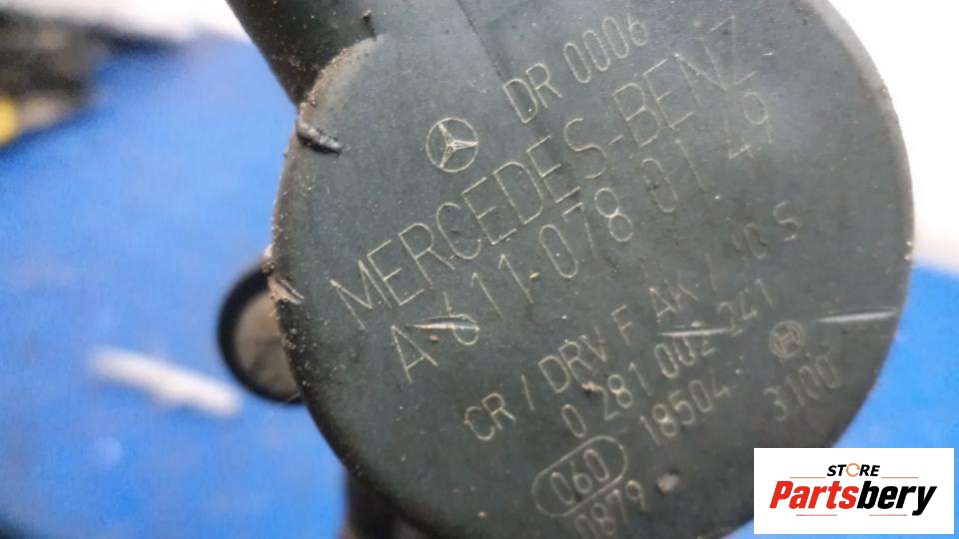 DR 0006
MERCEDES-BENZ
A 611 078 01 49
CR / DRV F AK / S
0 281 002 241
18504 3100
060
0879
STORE
Partsbery